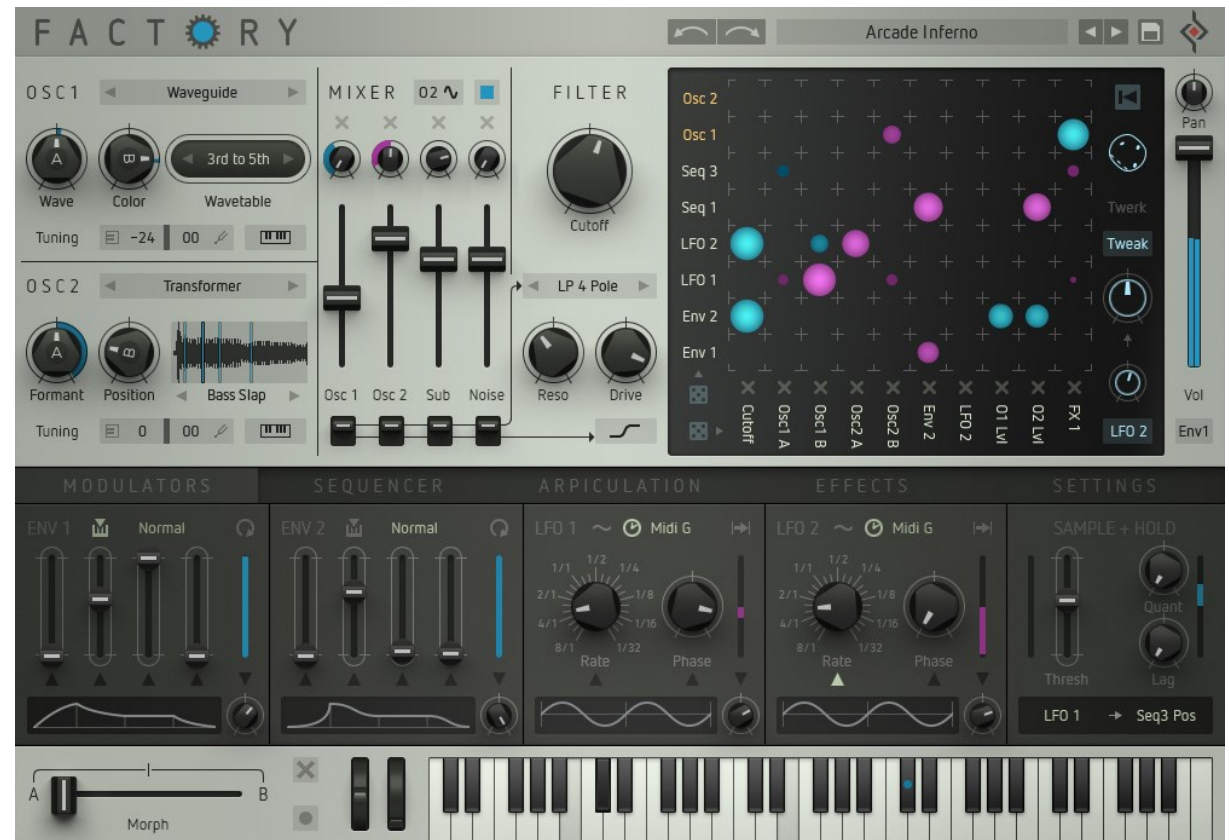 FACTORY
Arcade Inferno
OSC1
Waveguide
A
B
3rd to 5th
Wave
Color
Wavetable
Tuning
-24
00
OSC2
Transformer
A
B
Formant
Position
Bass Slap
Tuning
0
00
MIXER
O2
Osc 1
Osc 2
Sub
Noise
FILTER
Cutoff
LP 4 Pole
Reso
Drive
Osc 2
Osc 1
Seq 3
Seq 1
LFO 2
LFO 1
Env 2
Env 1
Cutoff
Osc1 A
Osc1 B
Osc2 A
Osc2 B
Env 2
LFO 2
O1 Lvl
O2 Lvl
FX 1
Twerk
Tweak
LFO 2
Pan
Vol
Env1
MODULATORS
SEQUENCER
ARPICULATION
EFFECTS
SETTINGS
ENV 1
Normal
ENV 2
Normal
LFO 1
Midi G
1/1
1/2
1/4
2/1
1/8
4/1
1/16
8/1
1/32
Rate
Phase
LFO 2
Midi G
1/1
1/2
1/4
2/1
1/8
4/1
1/16
8/1
1/32
Rate
Phase
SAMPLE + HOLD
Quant
Thresh
Lag
LFO 1 → Seq3 Pos
A
B
Morph